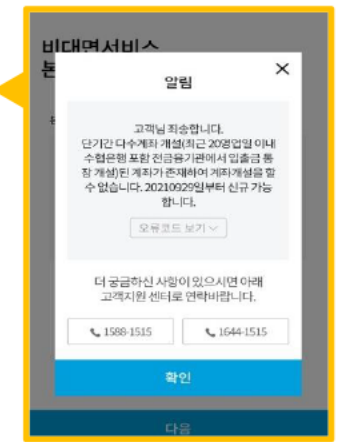 비대면서비스
본
알림
고객님 죄송합니다.
단기간 다수계좌 개설(최근 20영업일 이내
수협은행 포함 전금융기관에서 입출금 통
장 개설)된 계좌가 존재하여 계좌개설을 할
수 없습니다. 20210929일부터 신규 가능
합니다.
오류코드 보기
더 궁금하신 사항이 있으시면 아래
고객지원 센터로 연락바랍니다.
1588-1515
1644-1515
확인
다음